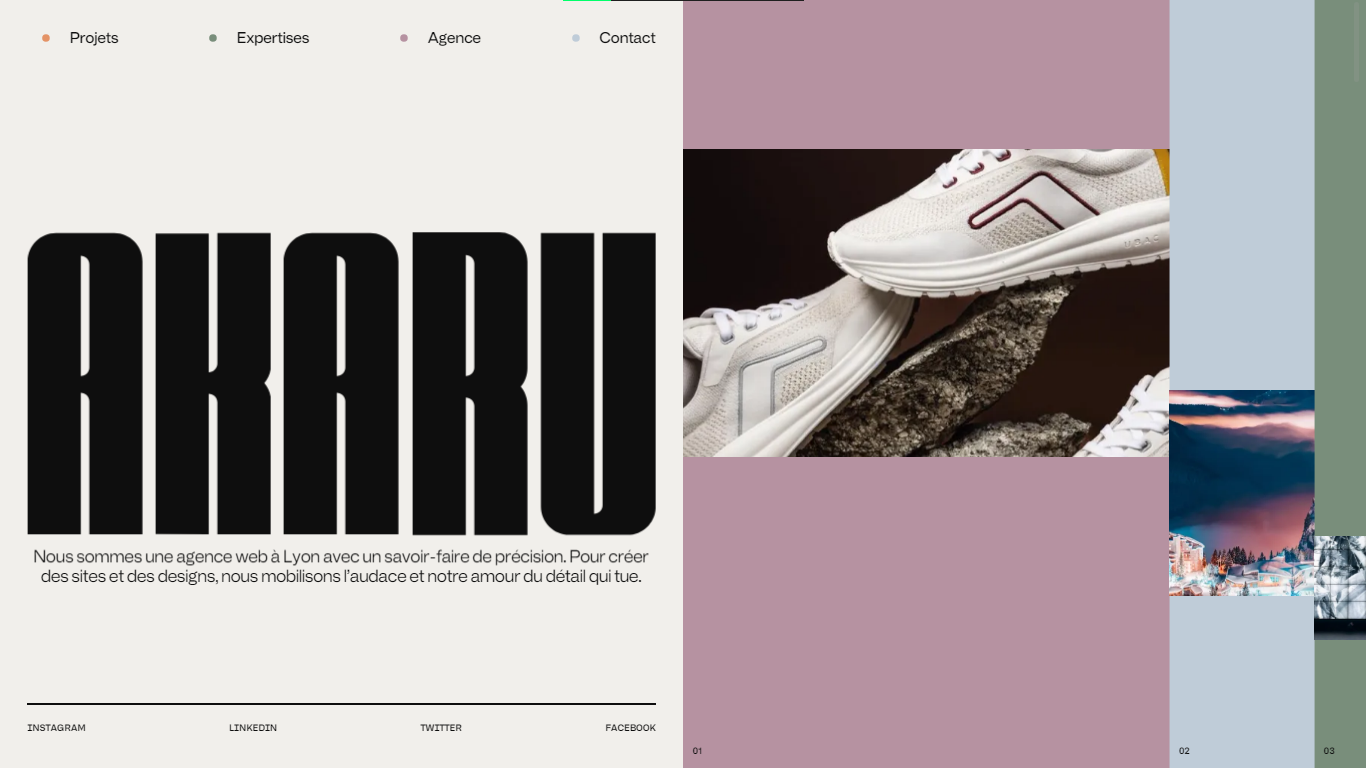 Projets
Expertises
Agence
Contact
AKARU
Nous sommes une agence web à Lyon avec un savoir-faire de précision. Pour créer
des sites et des designs, nous mobilisons l’audace et notre amour du détail qui tue.
INSTAGRAM
LINKEDIN
TWITTER
FACEBOOK
01
02
03